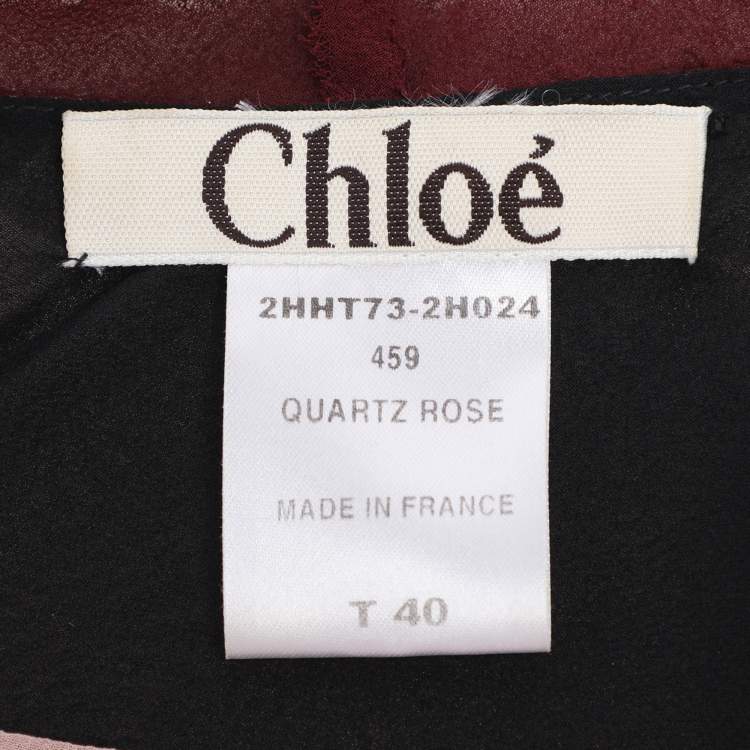 Chloé
2HHT73-2H024
459
QUARTZ ROSE
MADE IN FRANCE
T 40